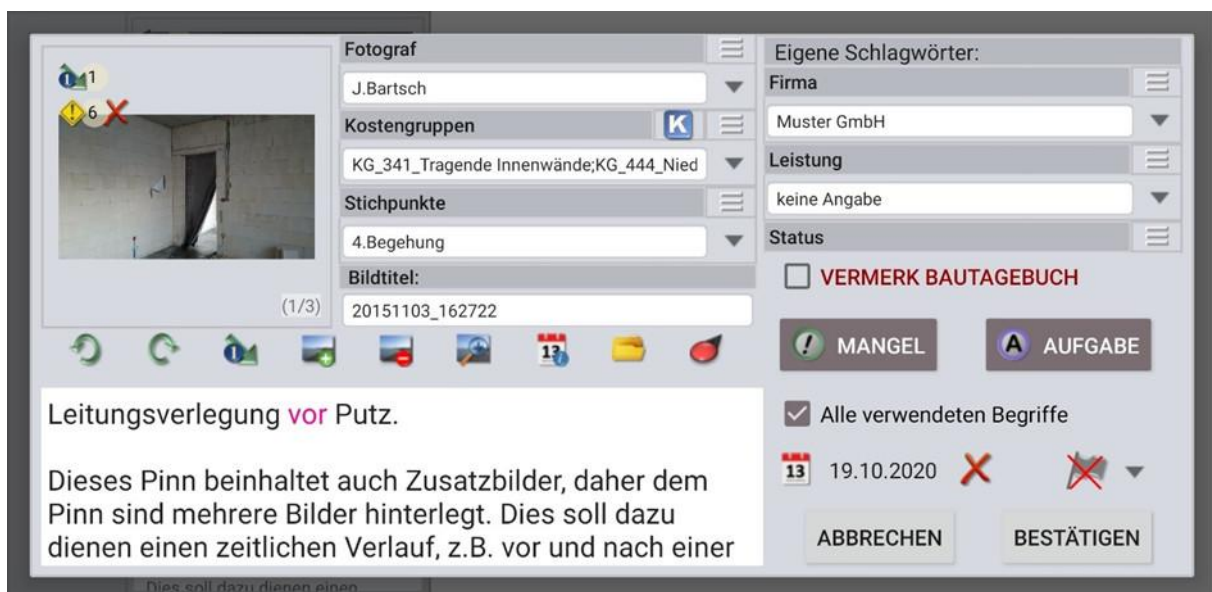 1
6
(1/3)
Fotograf
J.Bartsch
Kostengruppen
K
KG_341_Tragende Innenwände;KG_444_Nied
Stichpunkte
4.Begehung
Bildtitel:
20151103_162722
1
13
Leitungsverlegung vor Putz.
Dieses Pinn beinhaltet auch Zusatzbilder, daher dem
Pinn sind mehrere Bilder hinterlegt. Dies soll dazu
dienen einen zeitlichen Verlauf, z.B. vor und nach einer
Eigene Schlagwörter:
Firma
Muster GmbH
Leistung
keine Angabe
Status
VERMERK BAUTAGEBUCH
! MANGEL
A AUFGABE
Alle verwendeten Begriffe
13 19.10.2020
ABBRECHEN
BESTÄTIGEN
Dies soll dazu dienen einen